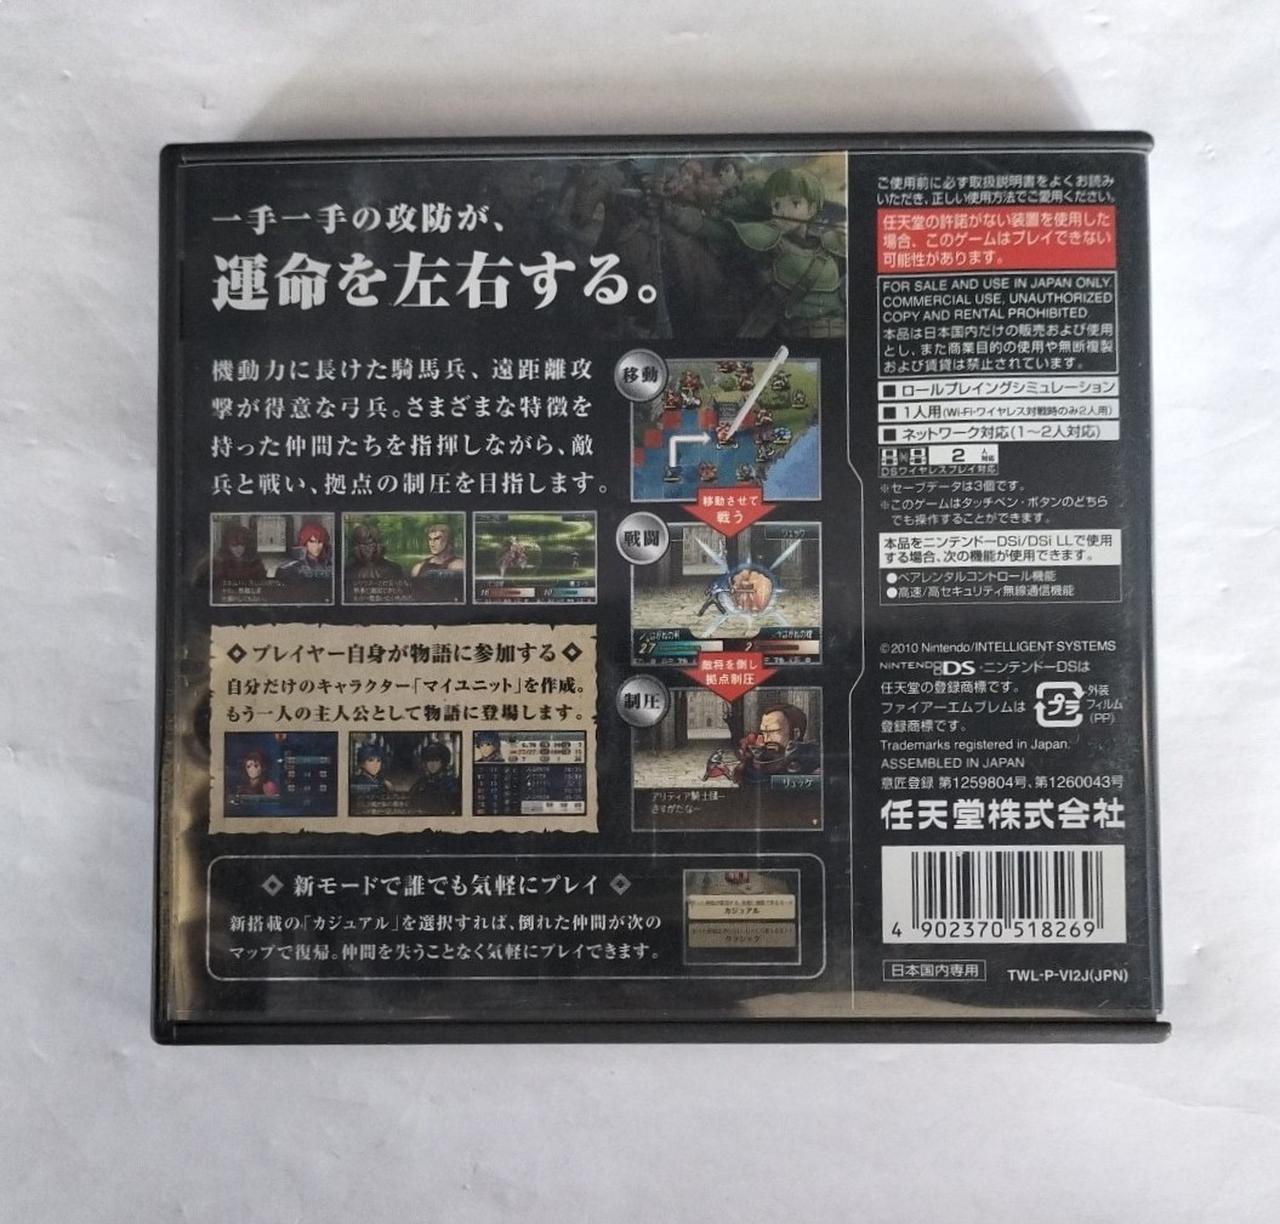 一手一手の攻防が、
運命を左右する。
機動力に長けた騎馬兵、遠距離攻
撃が得意な弓兵。さまざまな特徴を
持った仲間たちを指揮しながら、敵
兵と戦い、拠点の制圧を目指します。
移動
移動させて
戦う
戦闘
27
敵将を倒し
拠点制圧
制圧
リュッケ
アリティア騎士団…
さすがだな…
◇プレイヤー自身が物語に参加する◇
自分だけのキャラクター「マイユニット」を作成。
もう一人の主人公として物語に登場します。
◇新モードで誰でも気軽にプレイ◇
新搭載の「カジュアル」を選択すれば、倒れた仲間が次の
マップで復帰。仲間を失うことなく気軽にプレイできます。
カジュアル
クラシック
ご使用前に必ず取扱説明書をよくお読み
いただき、正しい使用方法でご愛用ください。
任天堂の許諾がない装置を使用した
場合、このゲームはプレイできない
可能性があります。
FOR SALE AND USE IN JAPAN ONLY.
COMMERCIAL USE, UNAUTHORIZED
COPY AND RENTAL PROHIBITED.
本品は日本国内だけの販売および使用
とし、また商業目的の使用や無断複製
および賃貸は禁止されています。
■ ロールプレイングシミュレーション
■ 1人用(Wi-Fi・ワイヤレス対戦時のみ2人用)
■ ネットワーク対応(1〜2人対応)
2人対応
DSワイヤレスプレイ対応
※セーブデータは3個です。
※このゲームはタッチペン・ボタンのどちら
でも操作することができます。
本品をニンテンドーDSi/DSi LLで使用
する場合、次の機能が使用できます。
●ペアレンタルコントロール機能
●高速/高セキュリティ無線通信機能
©2010 Nintendo/INTELLIGENT SYSTEMS
NINTENDO DS・ニンテンドーDSは
任天堂の登録商標です。
ファイアーエムブレムは
登録商標です。
プラ
外装
フィルム
(PP)
Trademarks registered in Japan.
ASSEMBLED IN JAPAN
意匠登録 第1259804号、第1260043号
任天堂株式会社
4 902370 518269
日本国内専用
TWL-P-VI2J(JPN)